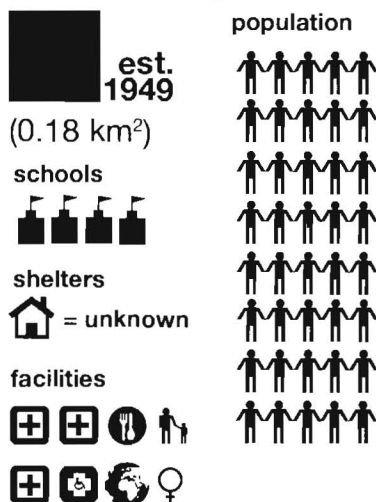 population
est.
1949
(0.18 km²)
schools
shelters
= unknown
facilities